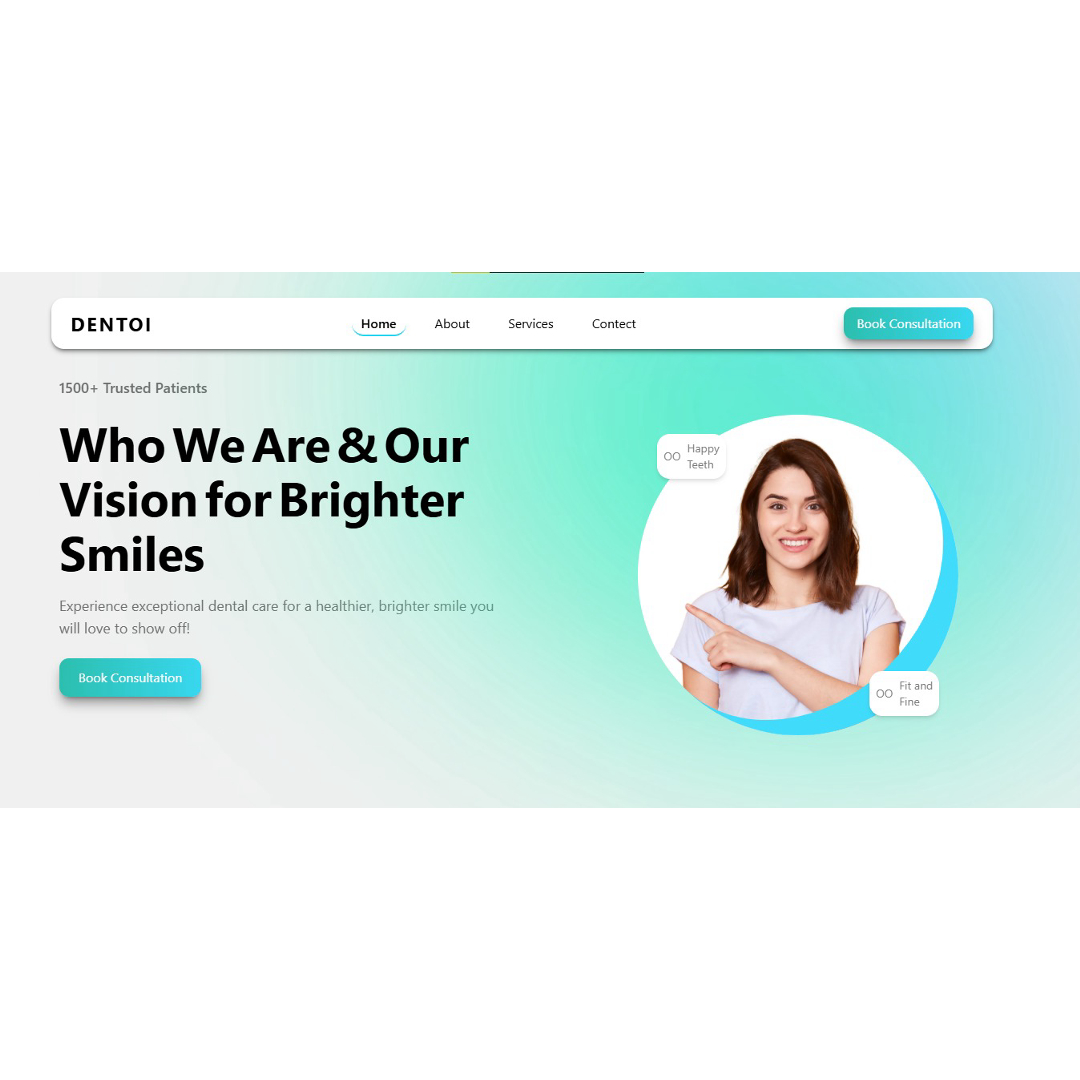 DENTOI
Home
About
Services
Contect
Book Consultation
1500+ Trusted Patients
Who We Are & Our
Vision for Brighter
Smiles
Experience exceptional dental care for a healthier, brighter smile you
will love to show off!
Book Consultation
OO
Happy
Teeth
OO
Fit and
Fine